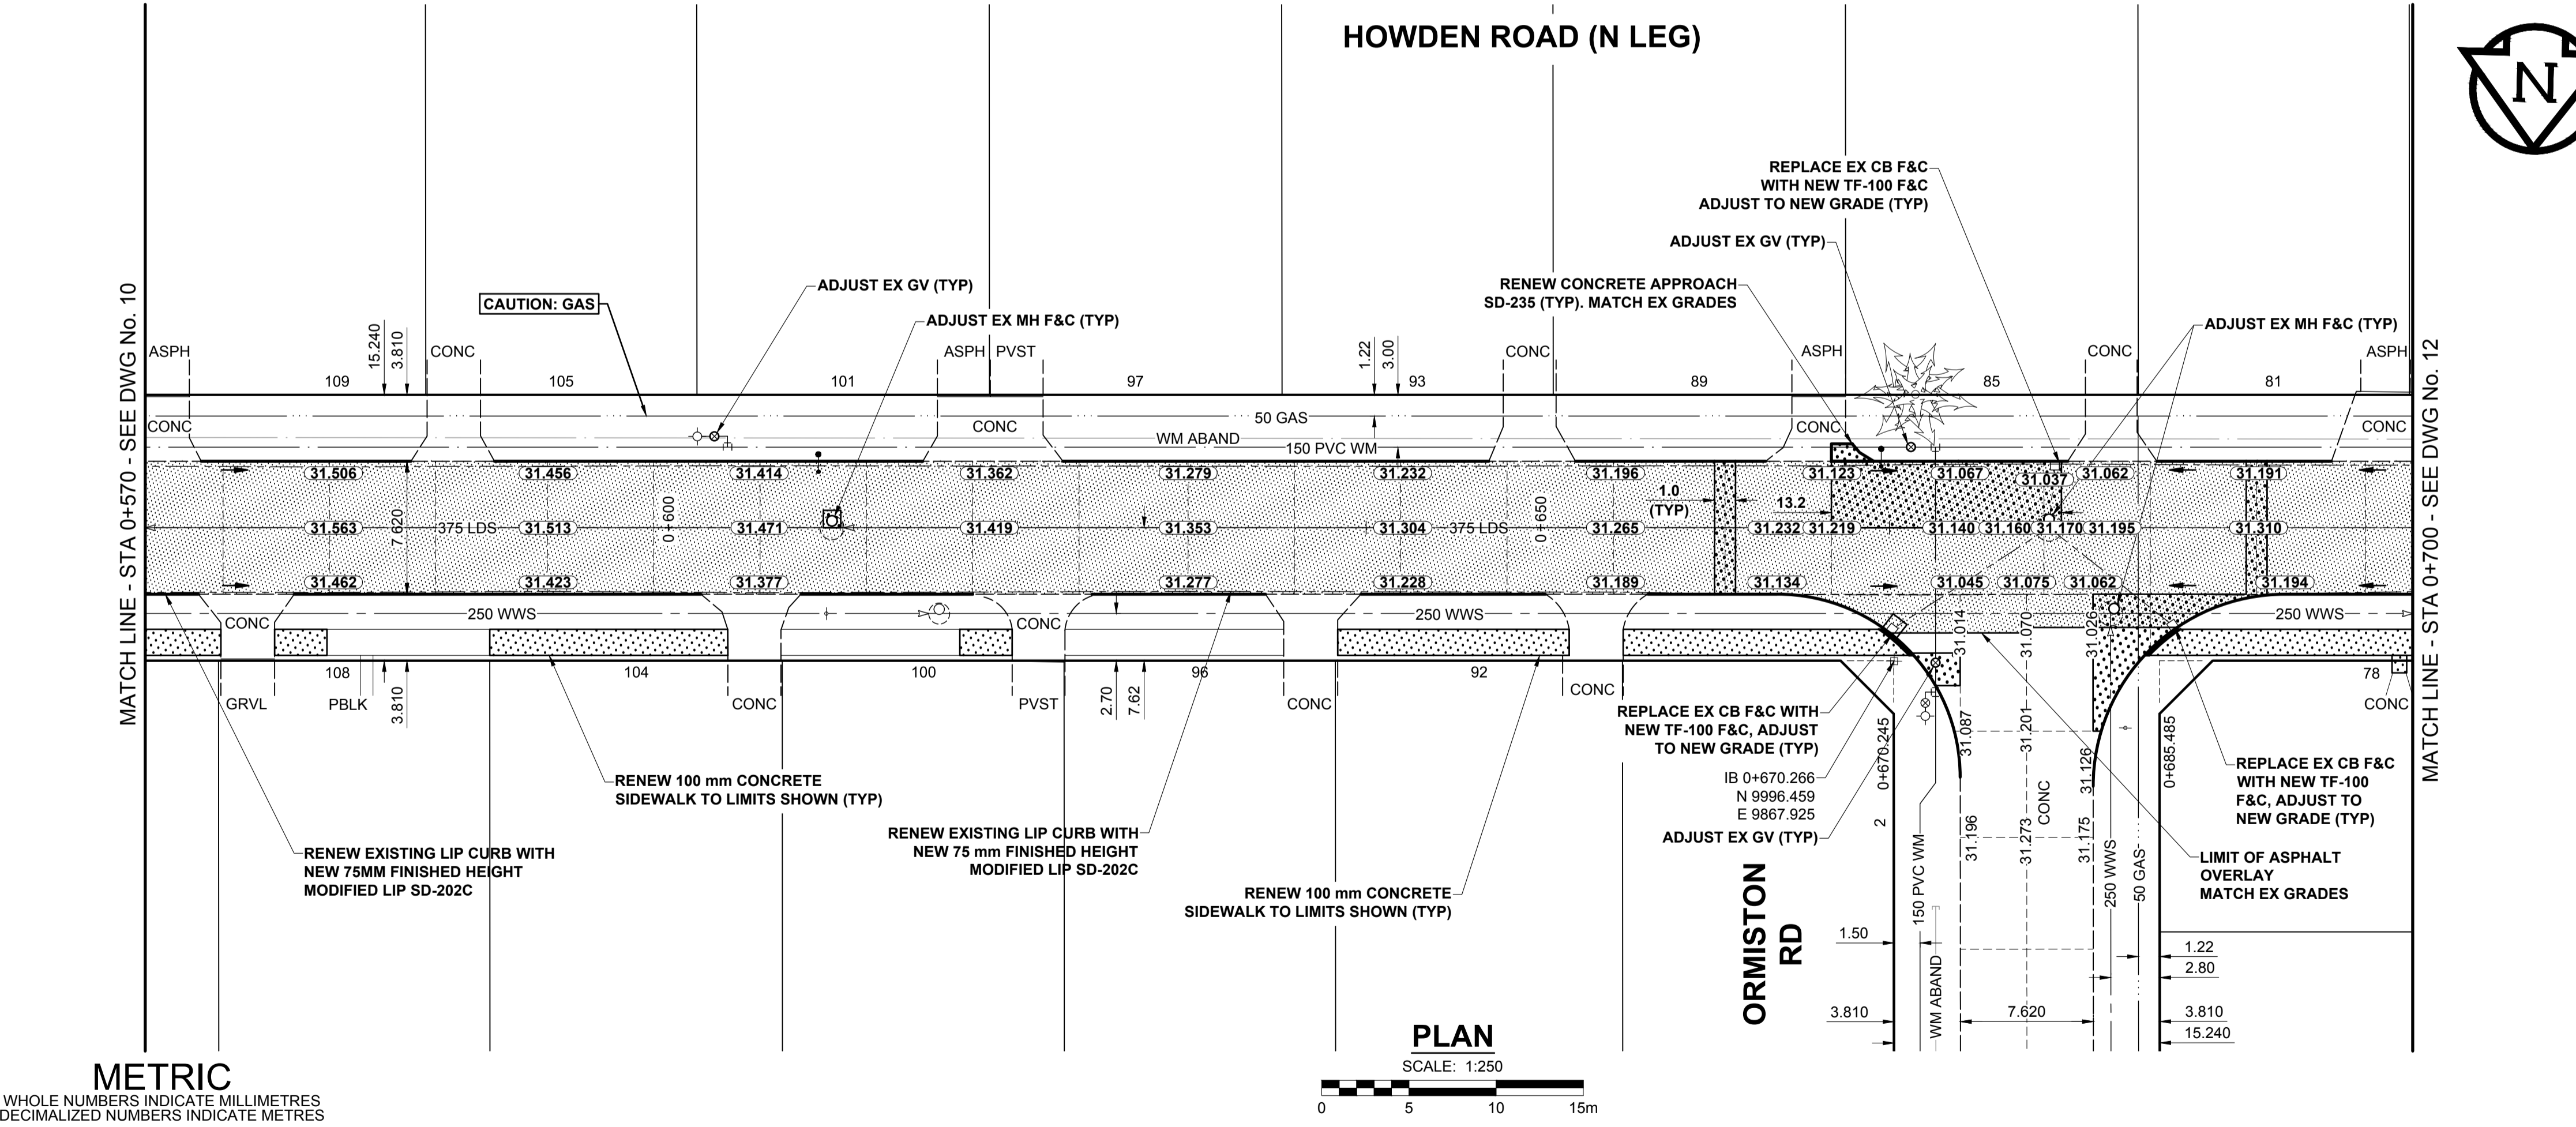 HOWDEN ROAD (N LEG)
N
REPLACE EX CB F&C
WITH NEW TF-100 F&C
ADJUST TO NEW GRADE (TYP)
ADJUST EX GV (TYP)
RENEW CONCRETE APPROACH
SD-235 (TYP). MATCH EX GRADES
ADJUST EX GV (TYP)
CAUTION: GAS
ADJUST EX MH F&C (TYP)
ADJUST EX MH F&C (TYP)
MATCH LINE - STA 0+570 - SEE DWG No. 10
MATCH LINE - STA 0+700 - SEE DWG No. 12
ASPH
15.240
3.810
CONC
ASPH
PVST
1.22
3.00
CONC
ASPH
CONC
ASPH
109
105
101
97
93
89
85
81
CONC
CONC
50 GAS
WM ABAND
150 PVC WM
CONC
CONC
31.506
31.456
31.414
31.362
31.279
31.232
31.196
31.123
31.067
31.037
31.062
31.191
1.0
(TYP)
13.2
7.620
0+600
0+650
31.563
375 LDS
31.513
31.471
31.419
31.353
31.304
375 LDS
31.265
31.232
31.219
31.140
31.160
31.170
31.195
31.310
31.462
31.423
31.377
31.277
31.228
31.189
31.134
31.045
31.075
31.062
31.194
CONC
250 WWS
CONC
250 WWS
250 WWS
31.014
31.070
31.026
108
104
100
96
92
78
GRVL
PBLK
3.810
CONC
PVST
2.70
7.62
CONC
CONC
CONC
REPLACE EX CB F&C WITH
NEW TF-100 F&C, ADJUST
TO NEW GRADE (TYP)
0+670.245
31.087
31.201
31.126
0+685.485
REPLACE EX CB F&C
WITH NEW TF-100
F&C, ADJUST TO
NEW GRADE (TYP)
IB 0+670.266
N 9996.459
E 9867.925
ADJUST EX GV (TYP)
RENEW 100 mm CONCRETE
SIDEWALK TO LIMITS SHOWN (TYP)
RENEW EXISTING LIP CURB WITH
NEW 75 mm FINISHED HEIGHT
MODIFIED LIP SD-202C
RENEW EXISTING LIP CURB WITH
NEW 75MM FINISHED HEIGHT
MODIFIED LIP SD-202C
RENEW 100 mm CONCRETE
SIDEWALK TO LIMITS SHOWN (TYP)
2
31.196
31.273
CONC
31.175
LIMIT OF ASPHALT
OVERLAY
MATCH EX GRADES
ORMISTON
RD
150 PVC WM
WM ABAND
250 WWS
50 GAS
1.50
1.22
2.80
3.810
7.620
3.810
15.240
PLAN
SCALE: 1:250
0 5 10 15m
METRIC
WHOLE NUMBERS INDICATE MILLIMETRES
DECIMALIZED NUMBERS INDICATE METRES